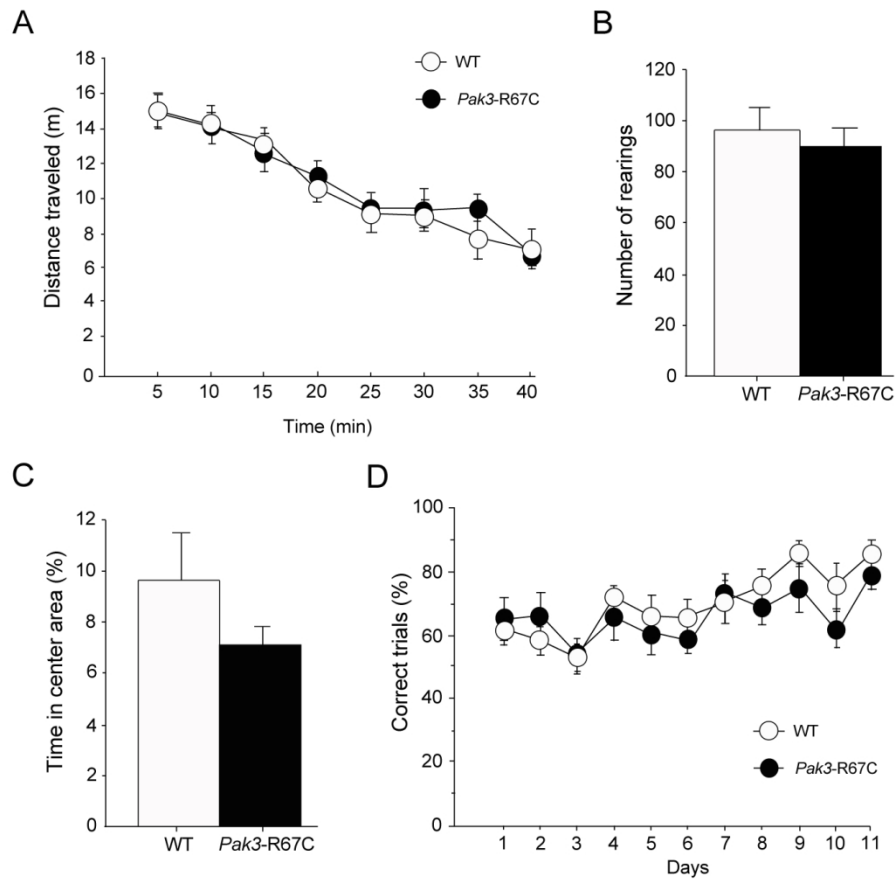 A
WT
Pak3-R67C
Distance traveled (m)
18
16
14
12
10
8
6
4
2
0
5 10 15 20 25 30 35 40
Time (min)
B
Number of rearings
120
100
80
60
40
20
0
WT Pak3-R67C
C
Time in center area (%)
12
10
8
6
4
2
0
WT Pak3-R67C
D
Correct trials (%)
100
80
60
40
20
0
WT
Pak3-R67C
1 2 3 4 5 6 7 8 9 10 11
Days